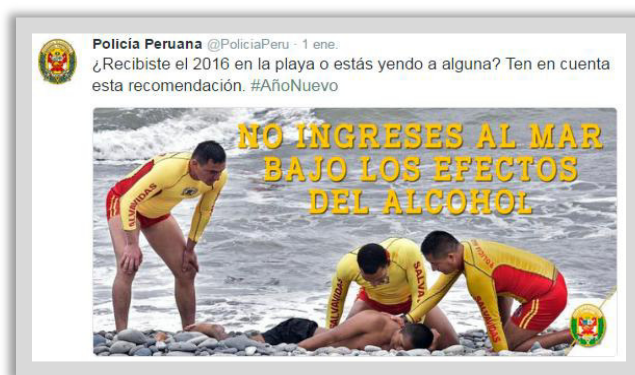 Policía Peruana @PoliciaPeru · 1 ene.
¿Recibiste el 2016 en la playa o estás yendo a alguna? Ten en cuenta
esta recomendación. #AñoNuevo
NO INGRESES AL MAR
BAJO LOS EFECTOS
DEL ALCOHOL
SALVAVIDAS
SALVAVIDAS
SALVA